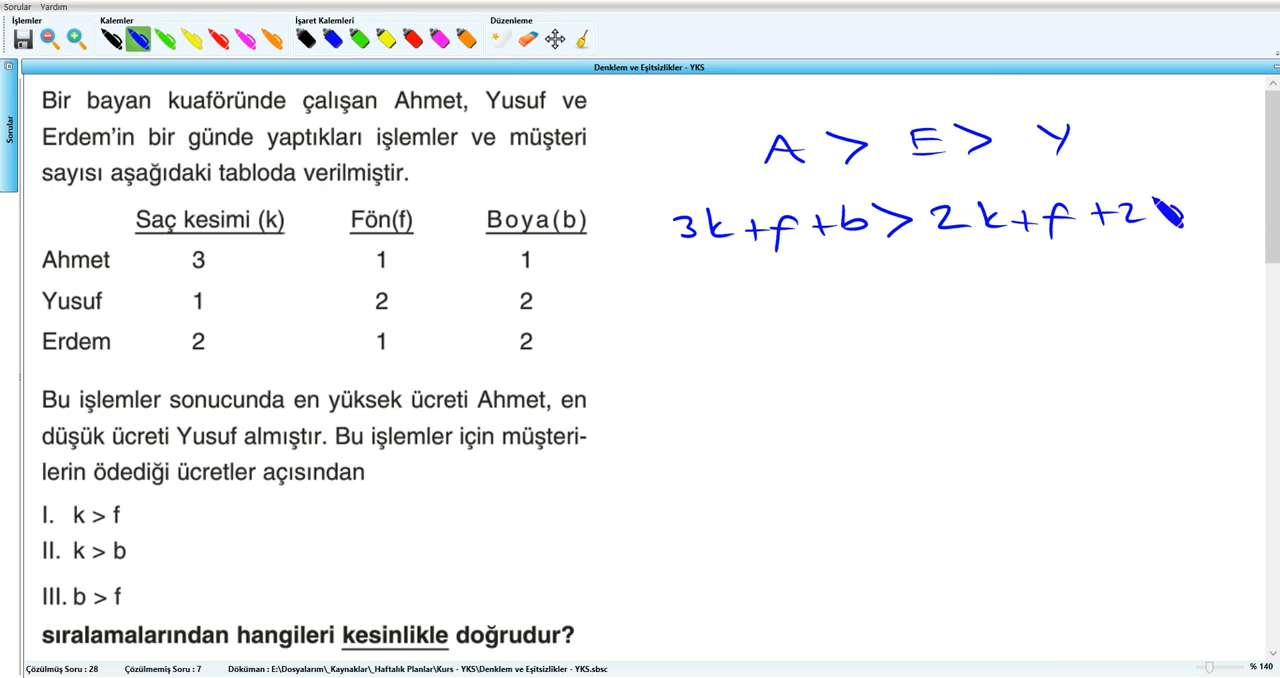 Sorular Yardım
İşlemler Kalemler İşaret Kalemleri Düzenleme
Denklem ve Eşitsizlikler - YKS
Sorular
Bir bayan kuaföründe çalışan Ahmet, Yusuf ve
Erdem'in bir günde yaptıkları işlemler ve müşteri
sayısı aşağıdaki tabloda verilmiştir.
Saç kesimi (k) Fön(f) Boya(b)
Ahmet 3 1 1
Yusuf 1 2 2
Erdem 2 1 2
Bu işlemler sonucunda en yüksek ücreti Ahmet, en
düşük ücreti Yusuf almıştır. Bu işlemler için müşteri-
lerin ödediği ücretler açısından
I. k > f
II. k > b
III. b > f
sıralamalarından hangileri kesinlikle doğrudur?
A > E > Y
3k+f+b > 2k+f+2
Çözülmüş Soru : 28 Çözülmemiş Soru : 7 Döküman : E:\Dosyalarım\_Kaynaklar\_Haftalık Planlar\Kurs - YKS\Denklem ve Eşitsizlikler - YKS.sbsc % 140